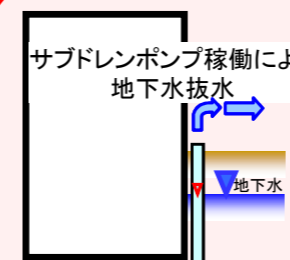 サブドレンポンプ稼働によ
地下水抜水
地下水